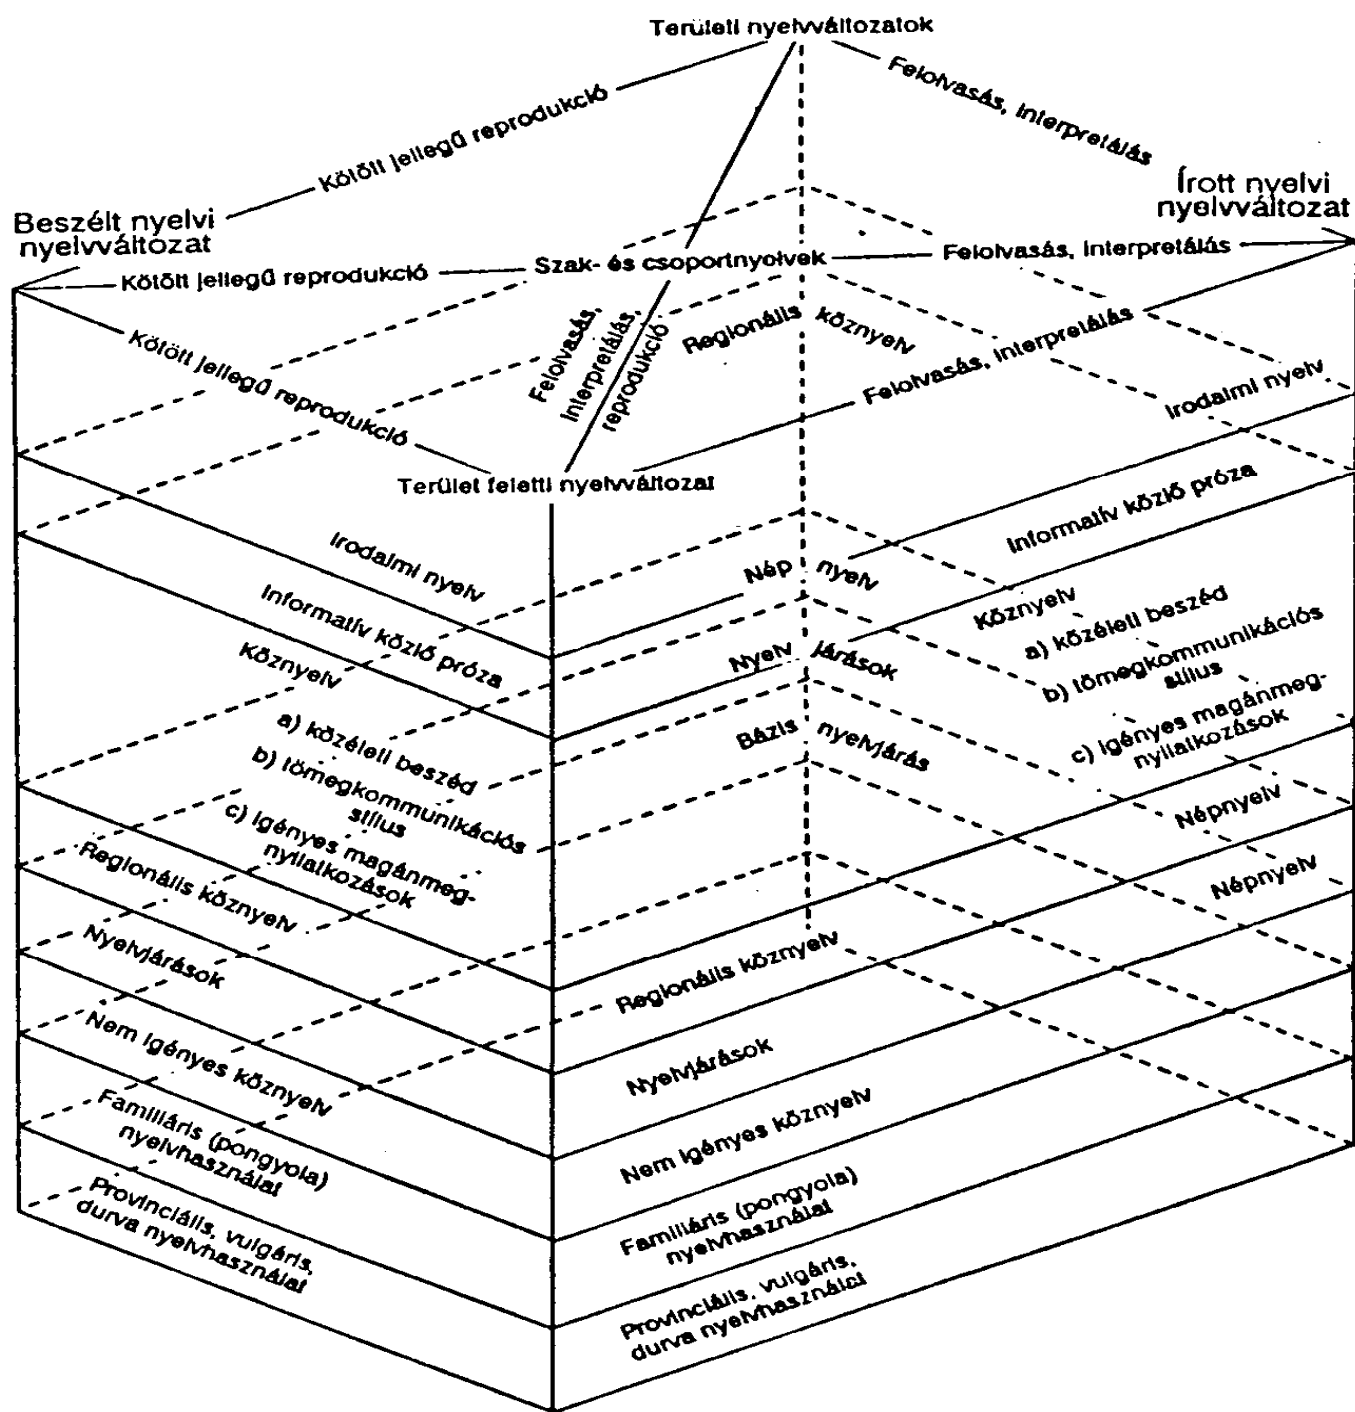 Területi nyelvváltozatok
Kötött jellegű reprodukció
Felolvasás, Interpretálás
Beszélt nyelvi
nyelvváltozat
Írott nyelvi
nyelvváltozat
Kötött jellegű reprodukció
Szak- és csoportnyolvek
Felolvasás, Interpretálás
Kötött jellegű reprodukció
Felolvasás,
Interpretálás,
reprodukció
Regionális köznyelv
Felolvasás, Interpretálás
Terület feletti nyelvváltozat
Irodalmi nyelv
Informatív közlő próza
Köznyelv
a) közéleti beszéd
b) tömegkommunikációs
stílus
c) Igényes magánmeg-
nyilatkozások
Regionális köznyelv
Nyelvjárások
Nem Igényes köznyelv
Familiáris (pongyola)
nyelvhasználat
Provinciális, vulgáris,
durva nyelvhasználat
Nép nyelv
Nyelv járások
Bázis nyelvjárás
Irodalmi nyelv
Informatív közlő próza
Köznyelv
a) közéleti beszéd
b) tömegkommunikációs
stílus
c) Igényes magánmeg-
nyilatkozások
Népnyelv
Népnyelv
Regionális köznyelv
Nyelvjárások
Nem Igényes köznyelv
Familiáris (pongyola)
nyelvhasználat
Provinciális, vulgáris,
durva nyelvhasználat